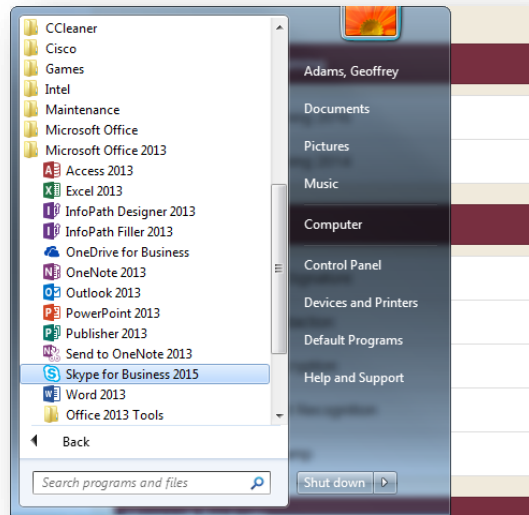 CCleaner
Cisco
Games
Intel
Maintenance
Microsoft Office
Microsoft Office 2013
Access 2013
Excel 2013
InfoPath Designer 2013
InfoPath Filler 2013
OneDrive for Business
OneNote 2013
Outlook 2013
PowerPoint 2013
Publisher 2013
Send to OneNote 2013
Skype for Business 2015
Word 2013
Office 2013 Tools
Back
Search programs and files
Adams, Geoffrey
Documents
Pictures
Music
Computer
Control Panel
Devices and Printers
Default Programs
Help and Support
Shut down